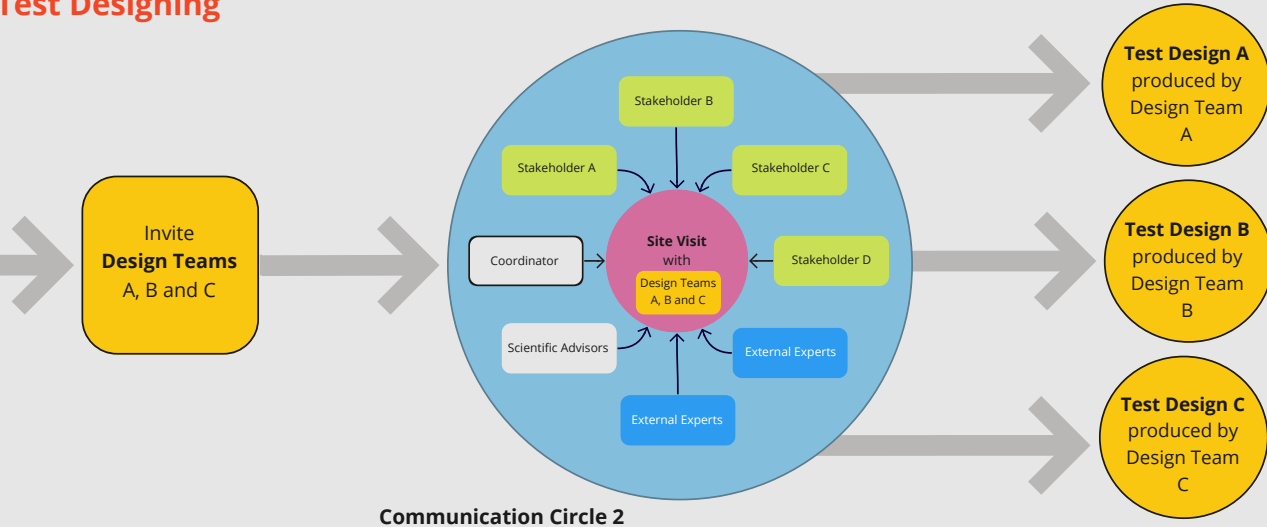 Test Designing
Invite
Design Teams
A, B and C
Stakeholder B
Stakeholder A
Stakeholder C
Coordinator
Site Visit
with
Design Teams
A, B and C
Stakeholder D
Scientific Advisors
External Experts
External Experts
Communication Circle 2
Test Design A
produced by
Design Team
A
Test Design B
produced by
Design Team
B
Test Design C
produced by
Design Team
C